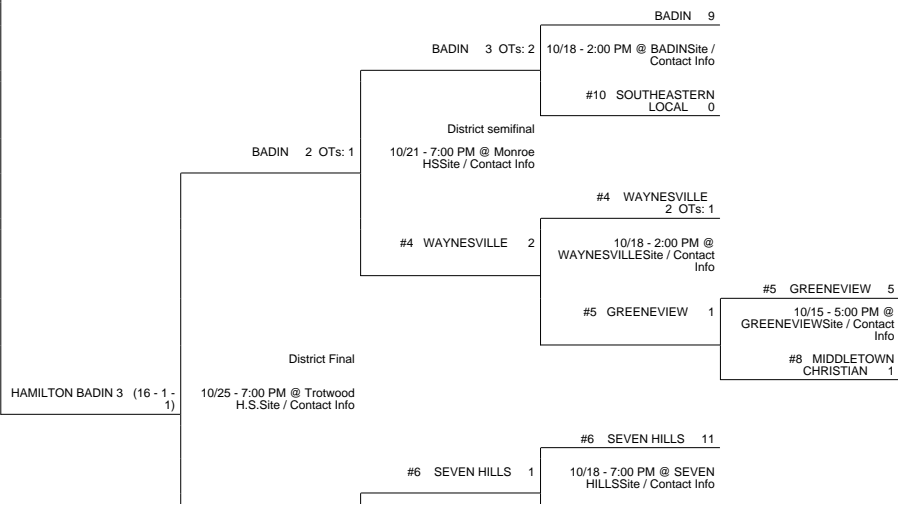 BADIN 9
BADIN 3 OTs: 2
10/18 - 2:00 PM @ BADINSite /
Contact Info
#10 SOUTHEASTERN
LOCAL 0
District semifinal
BADIN 2 OTs: 1
10/21 - 7:00 PM @ Monroe
HSSite / Contact Info
#4 WAYNESVILLE
2 OTs: 1
#4 WAYNESVILLE 2
10/18 - 2:00 PM @
WAYNESVILLESite / Contact
Info
#5 GREENEVIEW 5
#5 GREENEVIEW 1
10/15 - 5:00 PM @
GREENEVIEWSite / Contact
Info
#8 MIDDLETOWN
CHRISTIAN 1
District Final
HAMILTON BADIN 3 (16 - 1 -
1)
10/25 - 7:00 PM @ Trotwood
H.S.Site / Contact Info
#6 SEVEN HILLS 11
#6 SEVEN HILLS 1
10/18 - 7:00 PM @ SEVEN
HILLSSite / Contact Info